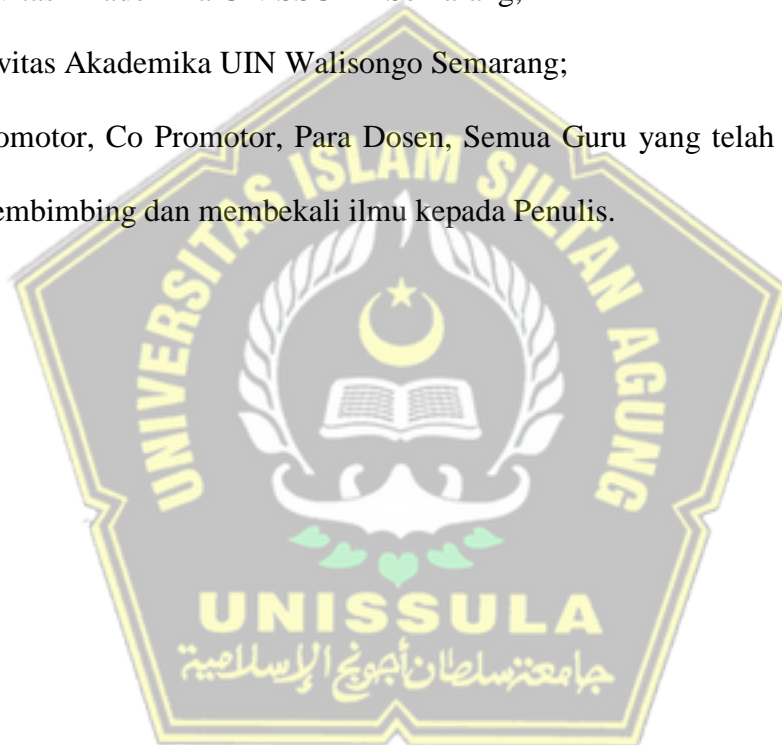 vitas Akademika UIN Walisongo Semarang;
omotor, Co Promotor, Para Dosen, Semua Guru yang telah
embimbing dan membekali ilmu kepada Penulis.
UNIVERSITAS ISLAM SULTAN AGUNG
UNISSULA
جامعة سلطان أجونج الإسلامية